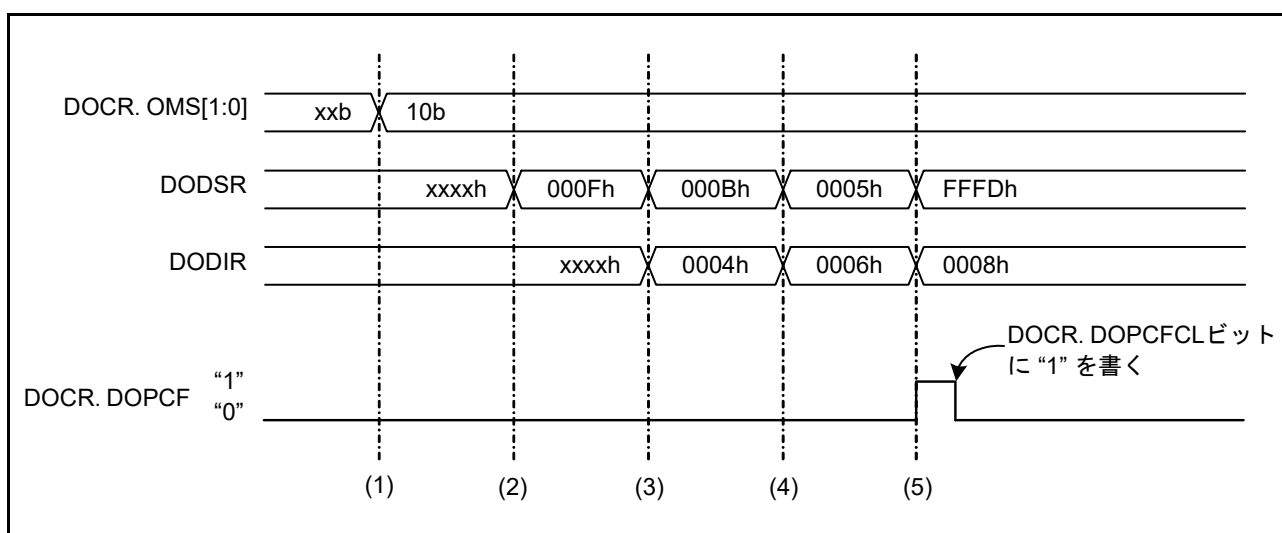 DOCR. OMS[1:0] xxb 10b
DODSR xxxxh 000Fh 000Bh 0005h FFFDh
DODIR xxxxh 0004h 0006h 0008h
DOCR. DOPCFCLビット
に “1” を書く
DOCR. DOPCF “1”
“0”
(1) (2) (3) (4) (5)